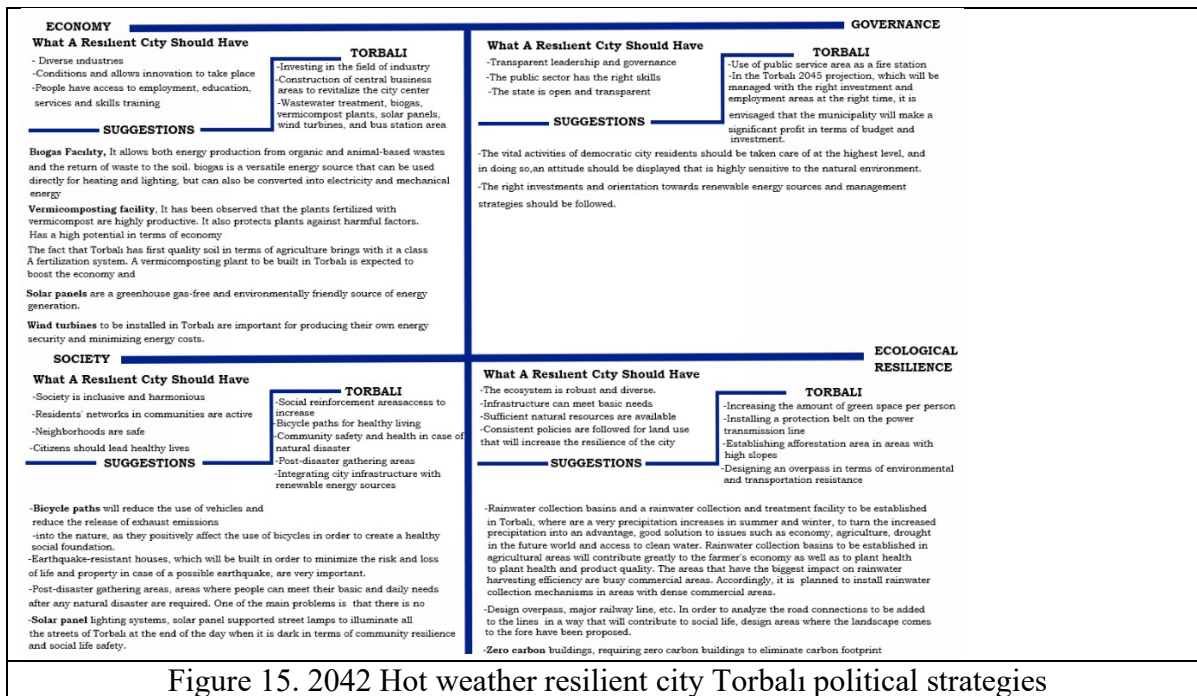 ECONOMY
What A Resilient City Should Have
- Diverse industries
-Conditions and allows innovation to take place
-People have access to employment, education,
services and skills training
TORBALI
-Investing in the field of industry
-Construction of central business
areas to revitalize the city center
-Wastewater treatment, biogas,
vermicompost plants, solar panels,
wind turbines, and bus station area
SUGGESTIONS
Biogas Facility, It allows both energy production from organic and animal-based wastes
and the return of waste to the soil. biogas is a versatile energy source that can be used
directly for heating and lighting, but can also be converted into electricity and mechanical
energy
Vermicomposting facility, It has been observed that the plants fertilized with
vermicompost are highly productive. It also protects plants against harmful factors.
Has a high potential in terms of economy
The fact that Torbalı has first quality soil in terms of agriculture brings with it a class
A fertilization system. A vermicomposting plant to be built in Torbalı is expected to
boost the economy and
Solar panels are a greenhouse gas-free and environmentally friendly source of energy
generation.
Wind turbines to be installed in Torbalı are important for producing their own energy
security and minimizing energy costs.
GOVERNANCE
What A Resilient City Should Have
-Transparent leadership and governance
-The public sector has the right skills
-The state is open and transparent
TORBALI
-Use of public service area as a fire station
-In the Torbalı 2045 projection, which will be
managed with the right investment and
employment areas at the right time, it is
envisaged that the municipality will make a
significant profit in terms of budget and
investment.
SUGGESTIONS
-The vital activities of democratic city residents should be taken care of at the highest level, and
in doing so,an attitude should be displayed that is highly sensitive to the natural environment.
-The right investments and orientation towards renewable energy sources and management
strategies should be followed.
SOCIETY
What A Resilient City Should Have
-Society is inclusive and harmonious
-Residents' networks in communities are active
-Neighborhoods are safe
-Citizens should lead healthy lives
TORBALI
-Social reinforcement areasaccess to
increase
-Bicycle paths for healthy living
-Community safety and health in case of
natural disaster
-Post-disaster gathering areas
-Integrating city infrastructure with
renewable energy sources
SUGGESTIONS
-Bicycle paths will reduce the use of vehicles and
reduce the release of exhaust emissions
-into the nature, as they positively affect the use of bicycles in order to create a healthy
social foundation.
-Earthquake-resistant houses, which will be built in order to minimize the risk and loss
of life and property in case of a possible earthquake, are very important.
-Post-disaster gathering areas, areas where people can meet their basic and daily needs
after any natural disaster are required. One of the main problems is that there is no
-Solar panel lighting systems, solar panel supported street lamps to illuminate all
the streets of Torbalı at the end of the day when it is dark in terms of community resilience
and social life safety.
ECOLOGICAL
RESILIENCE
What A Resilient City Should Have
-The ecosystem is robust and diverse.
-Infrastructure can meet basic needs
-Sufficient natural resources are available
-Consistent policies are followed for land use
that will increase the resilience of the city
TORBALI
-Increasing the amount of green space per person
-Installing a protection belt on the power
transmission line
-Establishing afforestation area in areas with
high slopes
-Designing an overpass in terms of environmental
and transportation resistance
SUGGESTIONS
-Rainwater collection basins and a rainwater collection and treatment facility to be established
in Torbalı, where are a very precipitation increases in summer and winter, to turn the increased
precipitation into an advantage, good solution to issues such as economy, agriculture, drought
in the future world and access to clean water. Rainwater collection basins to be established in
agricultural areas will contribute greatly to the farmer's economy as well as to plant health
to plant health and product quality. The areas that have the biggest impact on rainwater
harvesting efficiency are busy commercial areas. Accordingly, it is planned to install rainwater
collection mechanisms in areas with dense commercial areas.
-Design overpass, major railway line, etc. In order to analyze the road connections to be added
to the lines in a way that will contribute to social life, design areas where the landscape comes
to the fore have been proposed.
-Zero carbon buildings, requiring zero carbon buildings to eliminate carbon footprint
Figure 15. 2042 Hot weather resilient city Torbalı political strategies